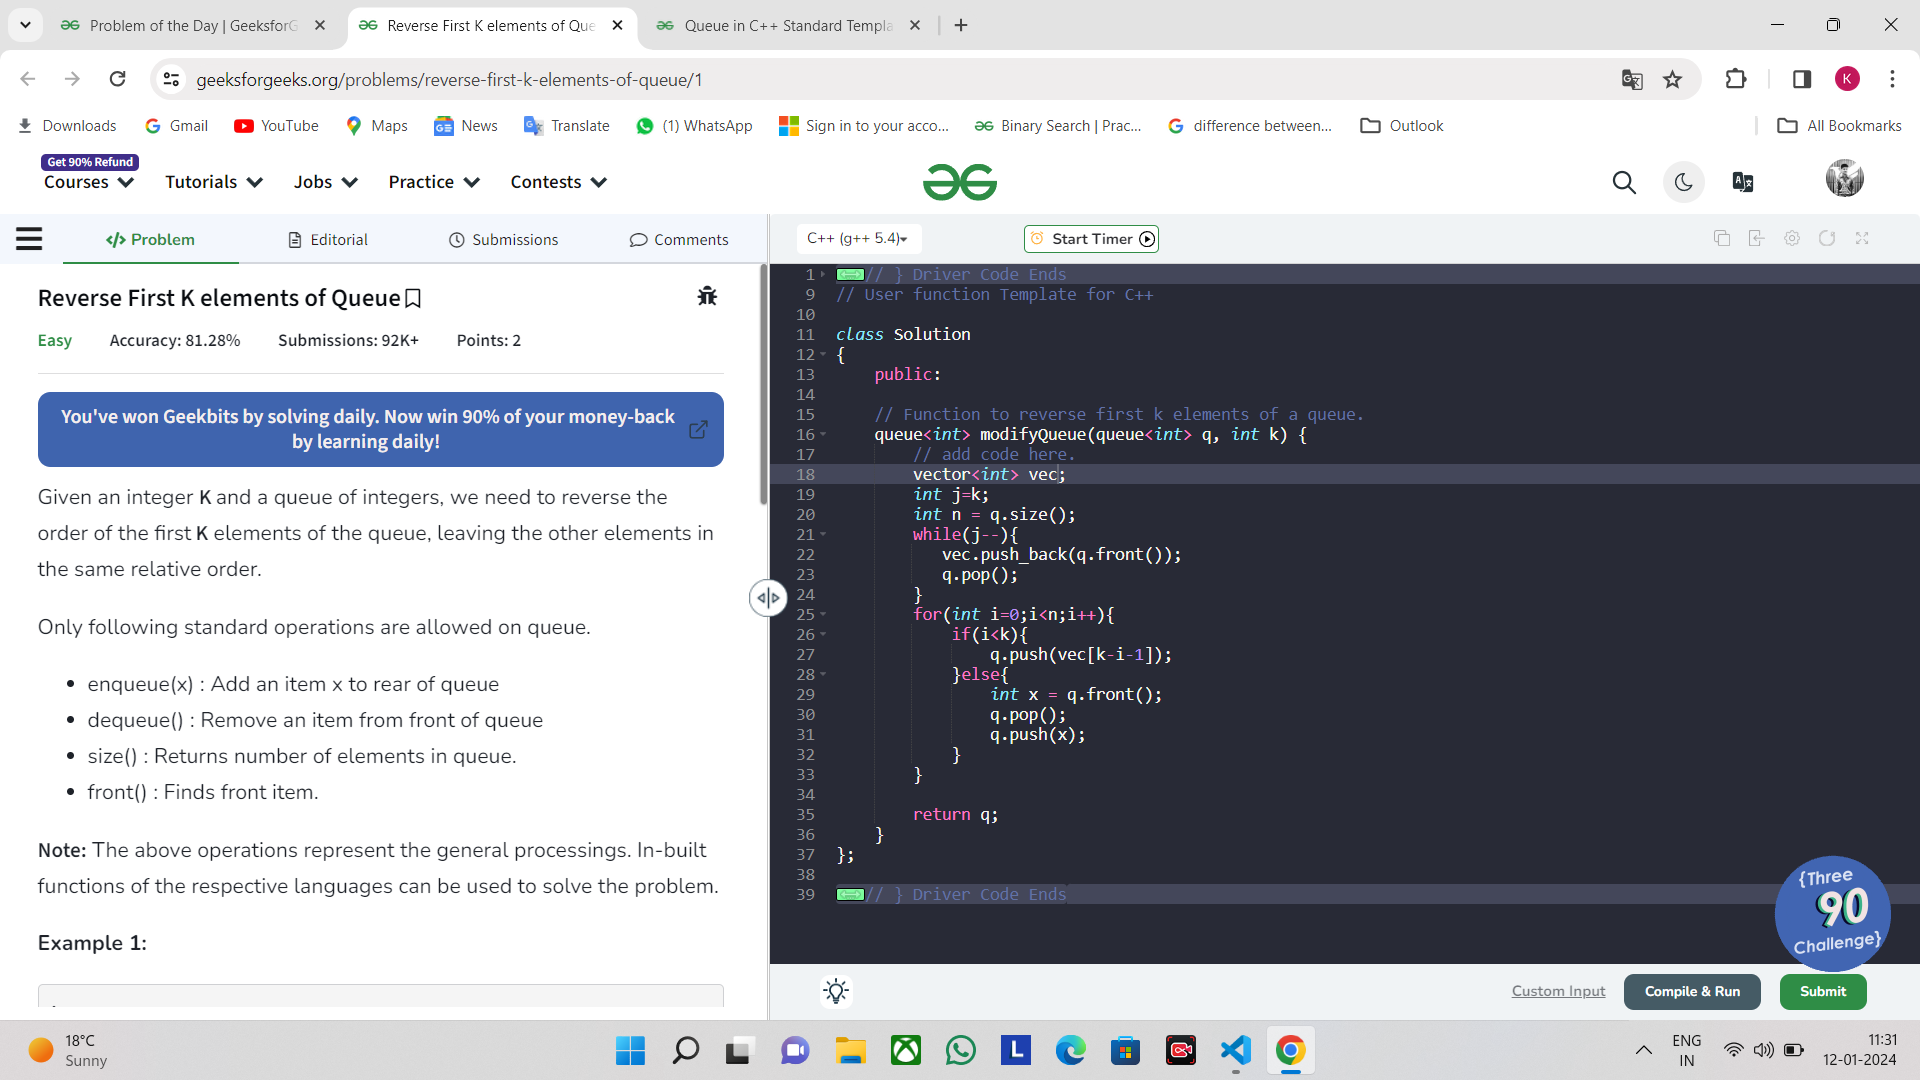 Problem of the Day | GeeksforG
Reverse First K elements of Que
Queue in C++ Standard Templa
geeksforgeeks.org/problems/reverse-first-k-elements-of-queue/1
K
Downloads
Gmail
YouTube
Maps
News
Translate
(1) WhatsApp
Sign in to your acco...
Binary Search | Prac...
difference between...
Outlook
All Bookmarks
Get 90% Refund
Courses
Tutorials
Jobs
Practice
Contests
Problem
Editorial
Submissions
Comments
C++ (g++ 5.4)
Start Timer
Reverse First K elements of Queue
Easy Accuracy: 81.28% Submissions: 92K+ Points: 2
You've won Geekbits by solving daily. Now win 90% of your money-back
by learning daily!
Given an integer K and a queue of integers, we need to reverse the
order of the first K elements of the queue, leaving the other elements in
the same relative order.
Only following standard operations are allowed on queue.
• enqueue(x) : Add an item x to rear of queue
• dequeue() : Remove an item from front of queue
• size() : Returns number of elements in queue.
• front() : Finds front item.
Note: The above operations represent the general processings. In-built
functions of the respective languages can be used to solve the problem.
Example 1:
1 // } Driver Code Ends
9 // User function Template for C++
10
11 class Solution
12 {
13 public:
14
15 // Function to reverse first k elements of a queue.
16 queue<int> modifyQueue(queue<int> q, int k) {
17 // add code here.
18 vector<int> vec;
19 int j=k;
20 int n = q.size();
21 while(j--){
22 vec.push_back(q.front());
23 q.pop();
24 }
25 for(int i=0;i<n;i++){
26 if(i<k){
27 q.push(vec[k-i-1]);
28 }else{
29 int x = q.front();
30 q.pop();
31 q.push(x);
32 }
33 }
34
35 return q;
36 }
37 };
38
39 // } Driver Code Ends
{Three
90
Challenge}
Custom Input
Compile & Run
Submit
18°C
Sunny
L
ENG
IN
11:31
12-01-2024